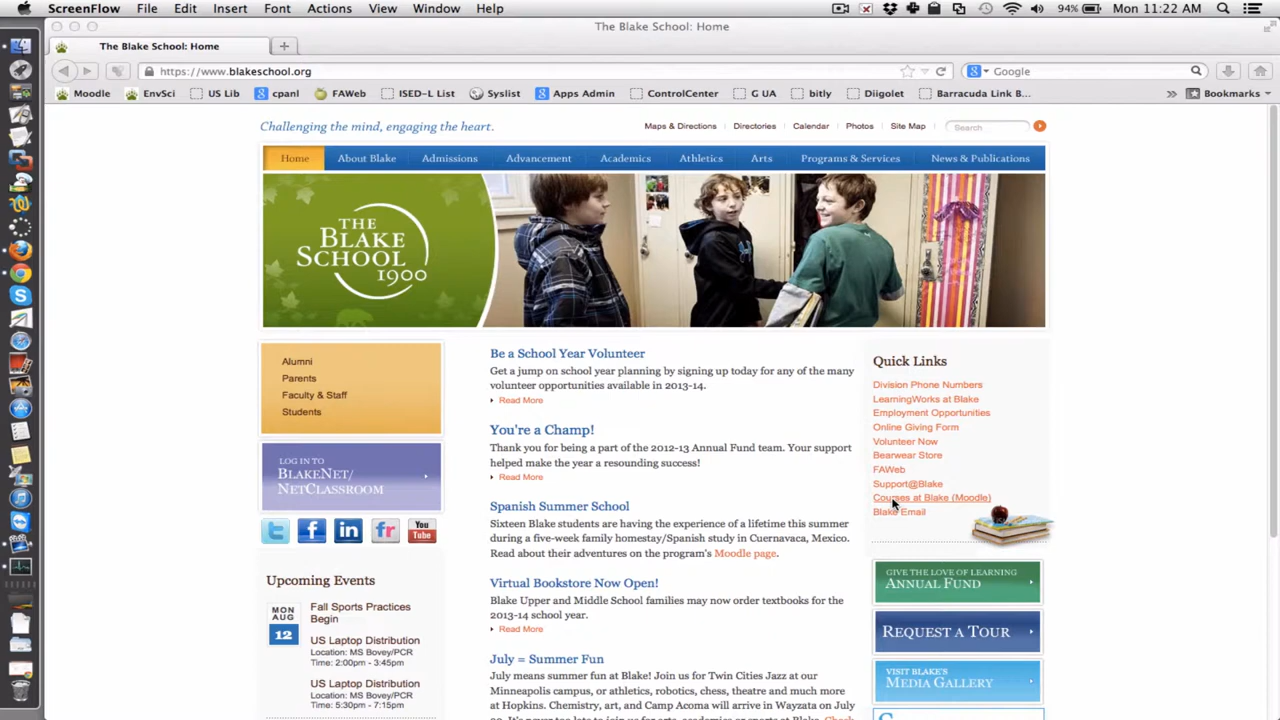 ScreenFlow File Edit Insert Font Actions View Window Help 94% Mon 11:22 AM
The Blake School: Home
The Blake School: Home
https://www.blakeschool.org
Google
Moodle EnvSci US Lib cpanl FAWeb ISED-L List Syslist Apps Admin ControlCenter G UA bitly Diigolet Barracuda Link B... Bookmarks
Challenging the mind, engaging the heart.
Maps & Directions Directories Calendar Photos Site Map Search
Home About Blake Admissions Advancement Academics Athletics Arts Programs & Services News & Publications
THE
BLAKE
SCHOOL
1900
Alumni
Parents
Faculty & Staff
Students
LOG IN TO
BLAKENET/
NETCLASSROOM
You
Tube
Upcoming Events
MON
AUG
12
Fall Sports Practices
Begin
US Laptop Distribution
Location: MS Bovey/PCR
Time: 2:00pm - 3:45pm
US Laptop Distribution
Location: MS Bovey/PCR
Time: 5:30pm - 7:15pm
Be a School Year Volunteer
Get a jump on school year planning by signing up today for any of the many
volunteer opportunities available in 2013-14.
Read More
You're a Champ!
Thank you for being a part of the 2012-13 Annual Fund team. Your support
helped make the year a resounding success!
Read More
Spanish Summer School
Sixteen Blake students are having the experience of a lifetime this summer
during a five-week family homestay/Spanish study in Cuernavaca, Mexico.
Read about their adventures on the program's Moodle page.
Virtual Bookstore Now Open!
Blake Upper and Middle School families may now order textbooks for the
2013-14 school year.
Read More
July = Summer Fun
July means summer fun at Blake! Join us for Twin Cities Jazz at our
Minneapolis campus, or athletics, robotics, chess, theatre and much more
at Hopkins. Chemistry, art, and Camp Acoma will arrive in Wayzata on July
Quick Links
Division Phone Numbers
LearningWorks at Blake
Employment Opportunities
Online Giving Form
Volunteer Now
Bearwear Store
FAWeb
Support@Blake
Courses at Blake (Moodle)
Blake Email
GIVE THE LOVE OF LEARNING
ANNUAL FUND
REQUEST A TOUR
VISIT BLAKE'S
MEDIA GALLERY